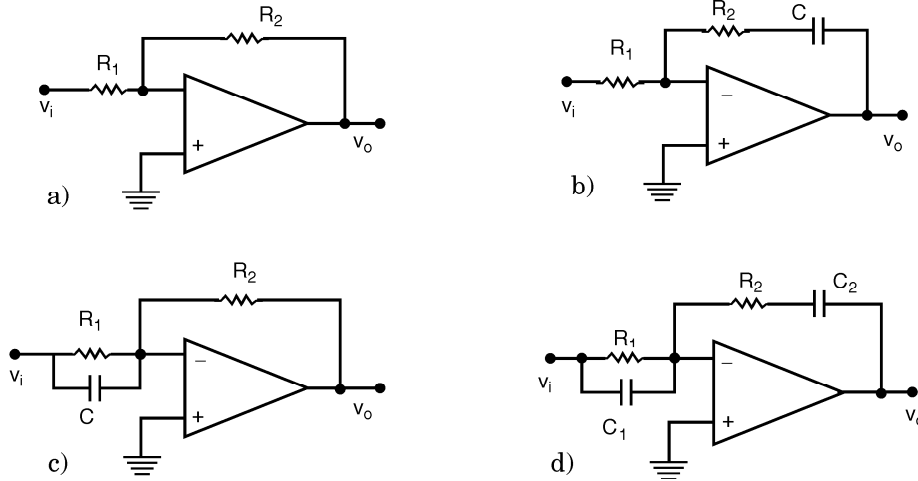 R2
R1
vi
+
vo
a)
R2 C
R1
vi
−
+
vo
b)
R2
R1
vi
−
C
+
vo
c)
R2 C2
R1
vi
−
C1
+
vo
d)